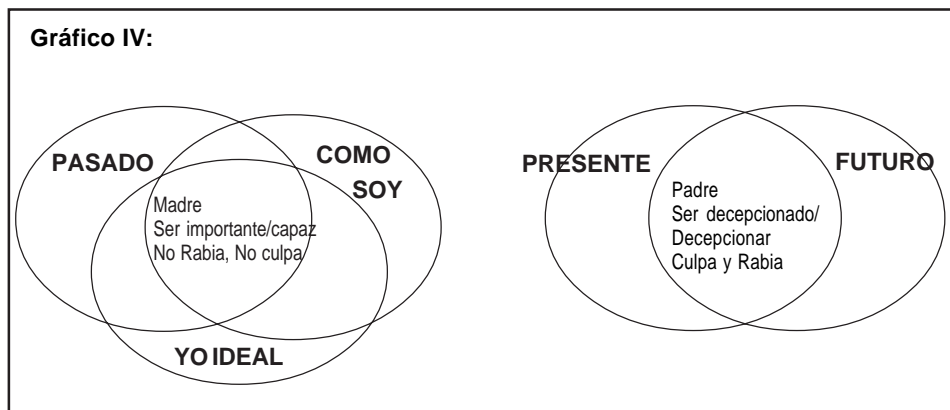 Gráfico IV:
PASADO
COMO
SOY
Madre
Ser importante/capaz
No Rabia, No culpa
YO IDEAL
PRESENTE
FUTURO
Padre
Ser decepcionado/
Decepcionar
Culpa y Rabia